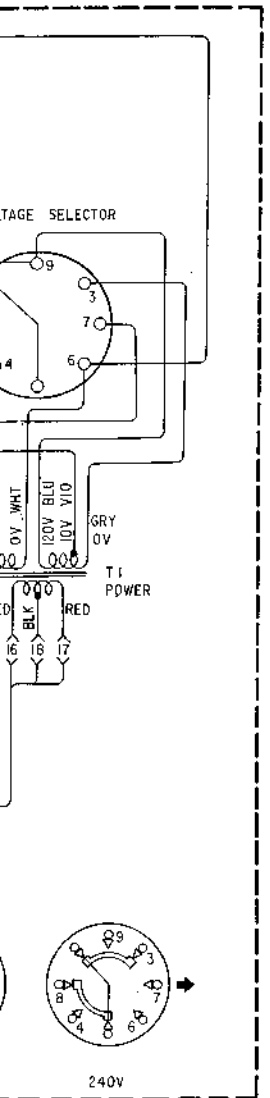 TAGE SELECTOR
9
3
7
6
4
0V WHT
120V BLU
10V VIO
GRY
0V
T1
POWER
ED
BLK
RED
16 18 17
9
3
8
7
4
6
240V